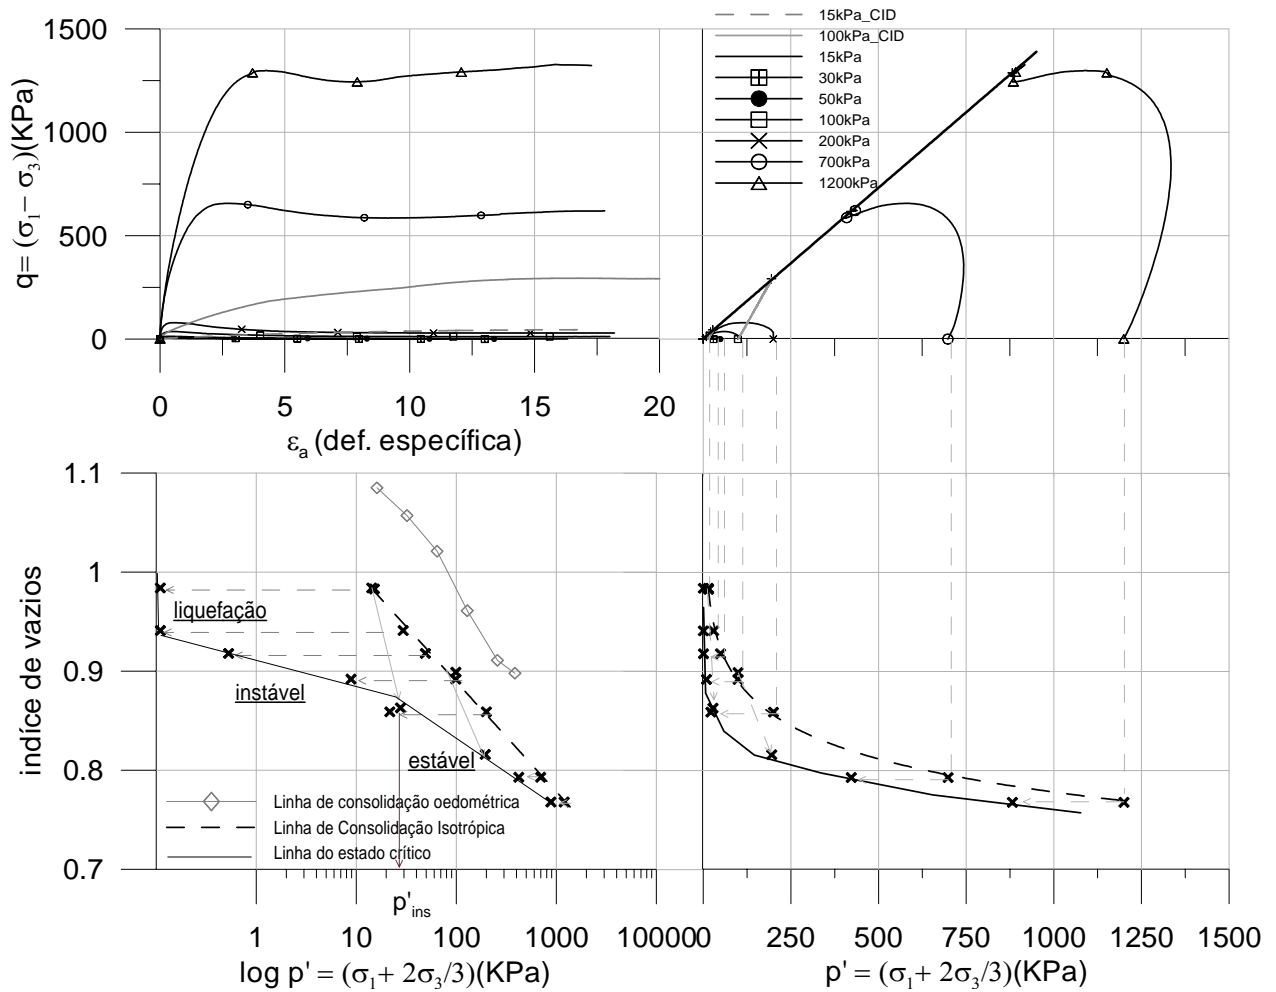 1500
1000
500
0
q= (σ1 − σ3)(KPa)
0
5
10
15
20
εa (def. específica)
15kPa_CID
100kPa_CID
15kPa
30kPa
50kPa
100kPa
200kPa
700kPa
1200kPa
1.1
1
0.9
0.8
0.7
indíce de vazios
liquefação
instável
estável
Linha de consolidação oedométrica
Linha de Consolidação Isotrópica
Linha do estado crítico
p'ins
1
10
100
1000
10000
log p' = (σ1+ 2σ3/3)(KPa)
0
250
500
750
1000
1250
1500
p' = (σ1+ 2σ3/3)(KPa)